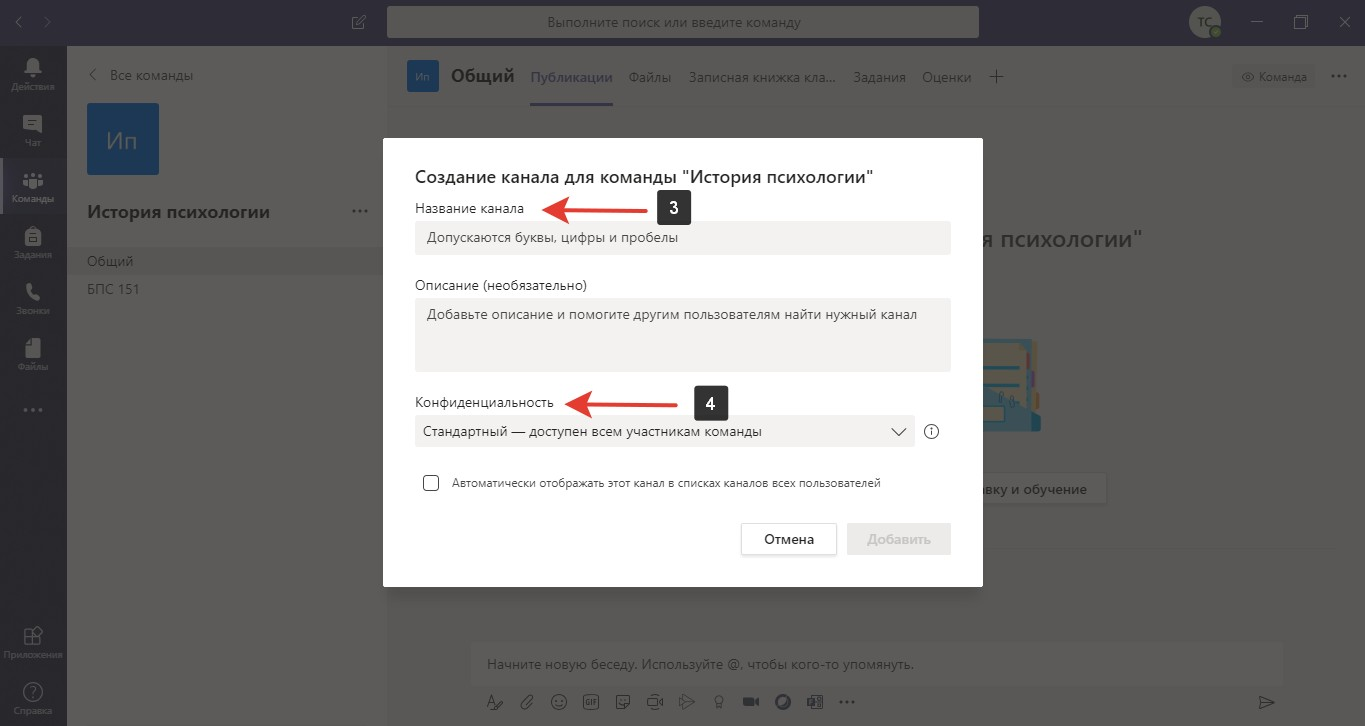 Выполните поиск или введите команду
ТС
Действия
Чат
Команды
Задания
Звонки
Файлы
Приложения
Справка
Все команды
Ип
История психологии
Общий
БПС 151
Ип
Общий
Публикации
Файлы
Записная книжка кла...
Задания
Оценки
Команда
я психологии"
авку и обучение
Создание канала для команды "История психологии"
Название канала
3
Допускаются буквы, цифры и пробелы
Описание (необязательно)
Добавьте описание и помогите другим пользователям найти нужный канал
Конфиденциальность
4
Стандартный — доступен всем участникам команды
Автоматически отображать этот канал в списках каналов всех пользователей
Отмена
Добавить
Начните новую беседу. Используйте @, чтобы кого-то упомянуть.
GIF